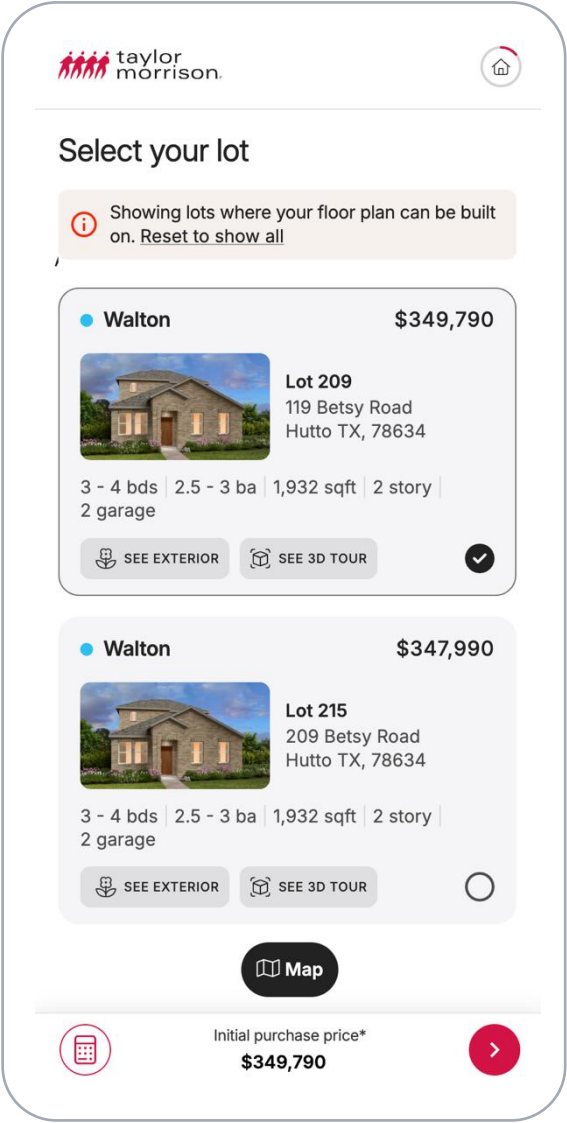 taylor
morrison.
Select your lot
Showing lots where your floor plan can be built
on. Reset to show all
Walton
$349,790
Lot 209
119 Betsy Road
Hutto TX, 78634
3 - 4 bds | 2.5 - 3 ba | 1,932 sqft | 2 story |
2 garage
SEE EXTERIOR
SEE 3D TOUR
Walton
$347,990
Lot 215
209 Betsy Road
Hutto TX, 78634
3 - 4 bds | 2.5 - 3 ba | 1,932 sqft | 2 story |
2 garage
SEE EXTERIOR
SEE 3D TOUR
Map
Initial purchase price*
$349,790